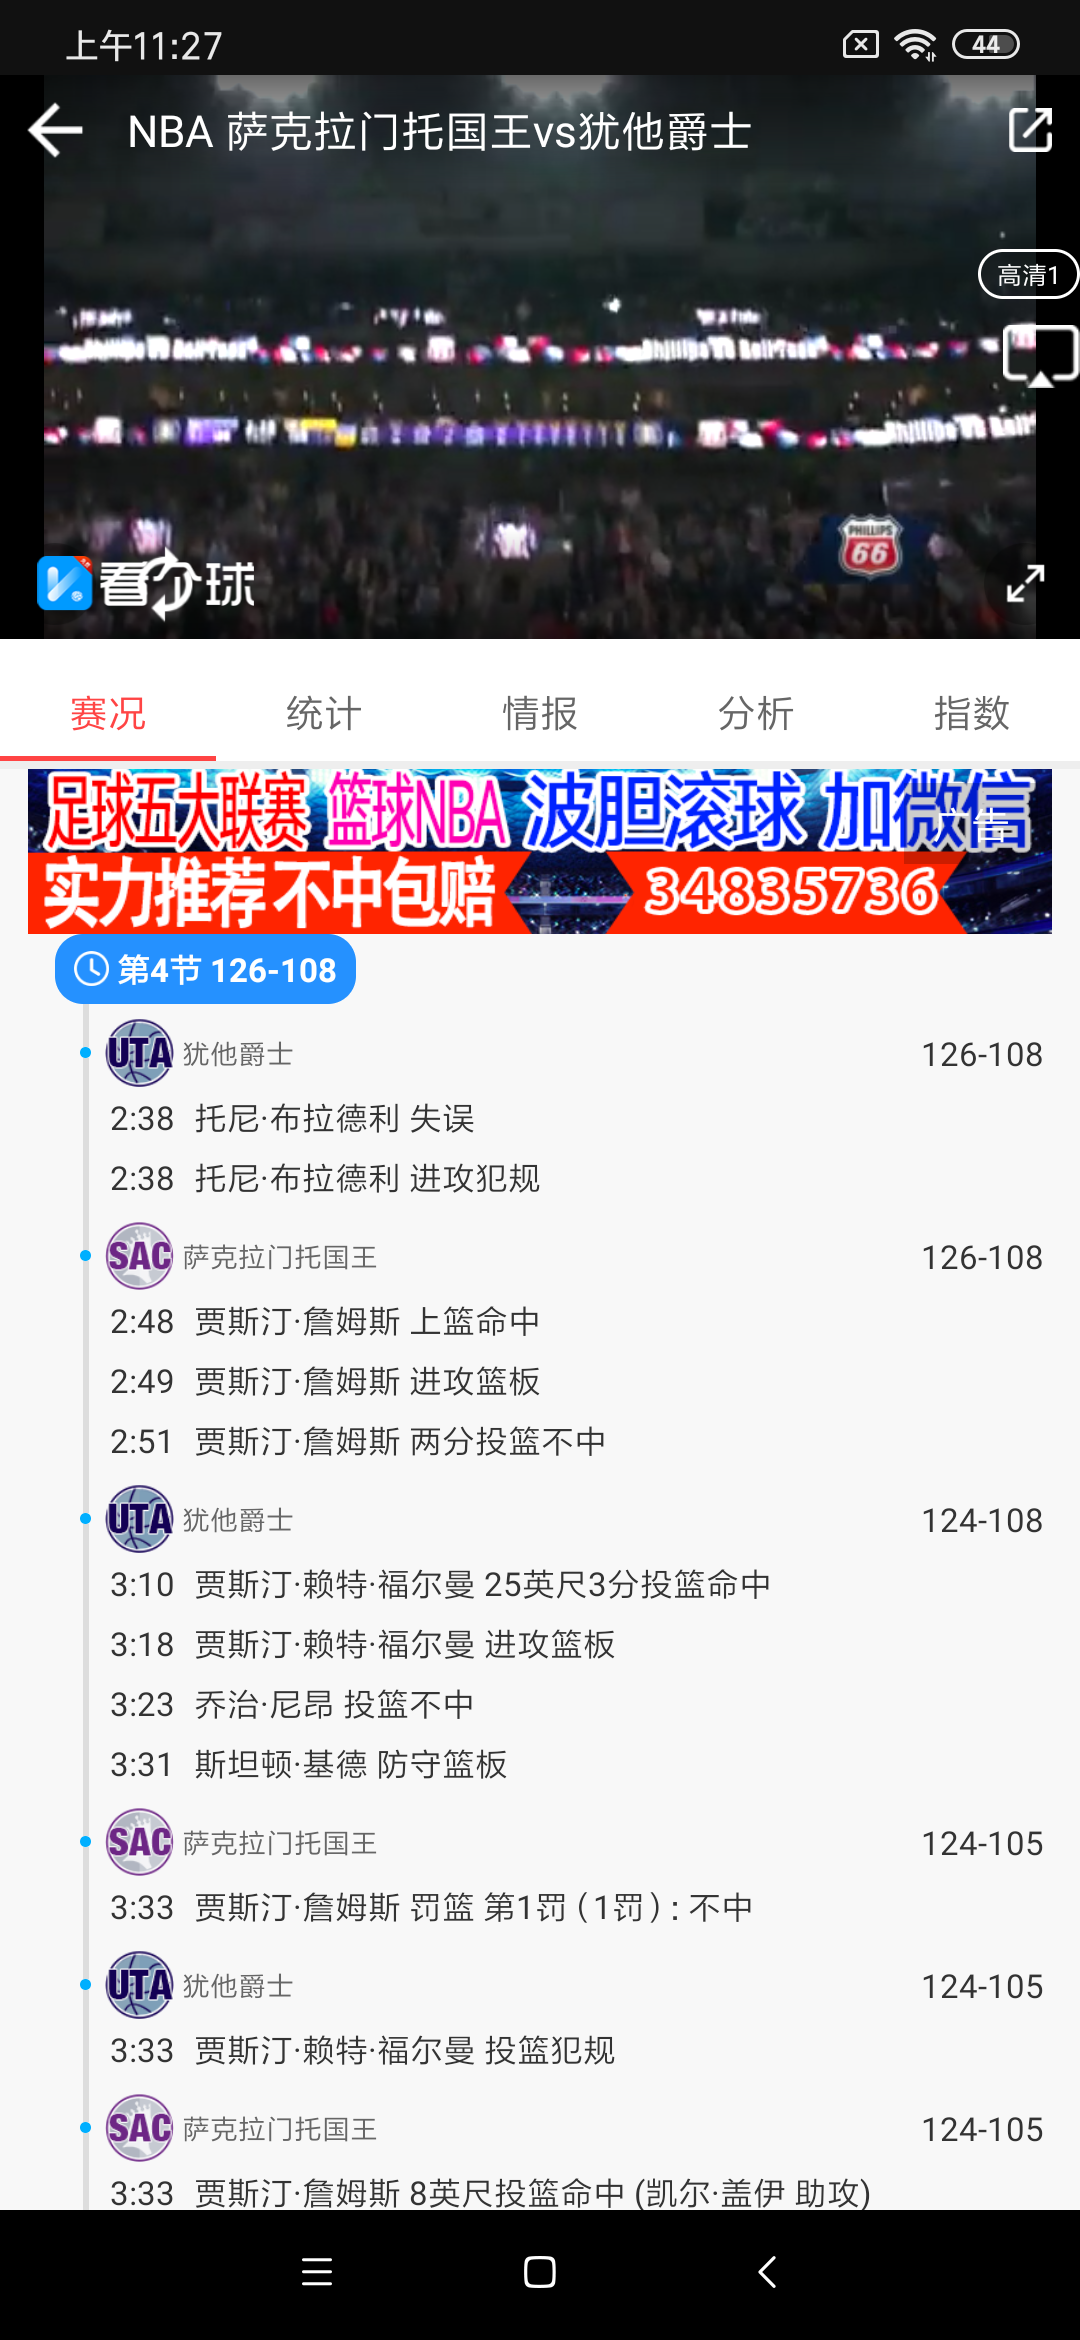 上午11:27
44
NBA 萨克拉门托国王vs犹他爵士
高清1
PHILLIPS
66
看个球
赛况 统计 情报 分析 指数
足球五大联赛 篮球NBA 波胆滚球 加微信
广告
实力推荐 不中包赔 34835736
第4节 126-108
UTA 犹他爵士 126-108
2:38 托尼·布拉德利 失误
2:38 托尼·布拉德利 进攻犯规
SAC 萨克拉门托国王 126-108
2:48 贾斯汀·詹姆斯 上篮命中
2:49 贾斯汀·詹姆斯 进攻篮板
2:51 贾斯汀·詹姆斯 两分投篮不中
UTA 犹他爵士 124-108
3:10 贾斯汀·赖特·福尔曼 25英尺3分投篮命中
3:18 贾斯汀·赖特·福尔曼 进攻篮板
3:23 乔治·尼昂 投篮不中
3:31 斯坦顿·基德 防守篮板
SAC 萨克拉门托国王 124-105
3:33 贾斯汀·詹姆斯 罚篮 第1罚(1罚):不中
UTA 犹他爵士 124-105
3:33 贾斯汀·赖特·福尔曼 投篮犯规
SAC 萨克拉门托国王 124-105
3:33 贾斯汀·詹姆斯 8英尺投篮命中 (凯尔·盖伊 助攻)